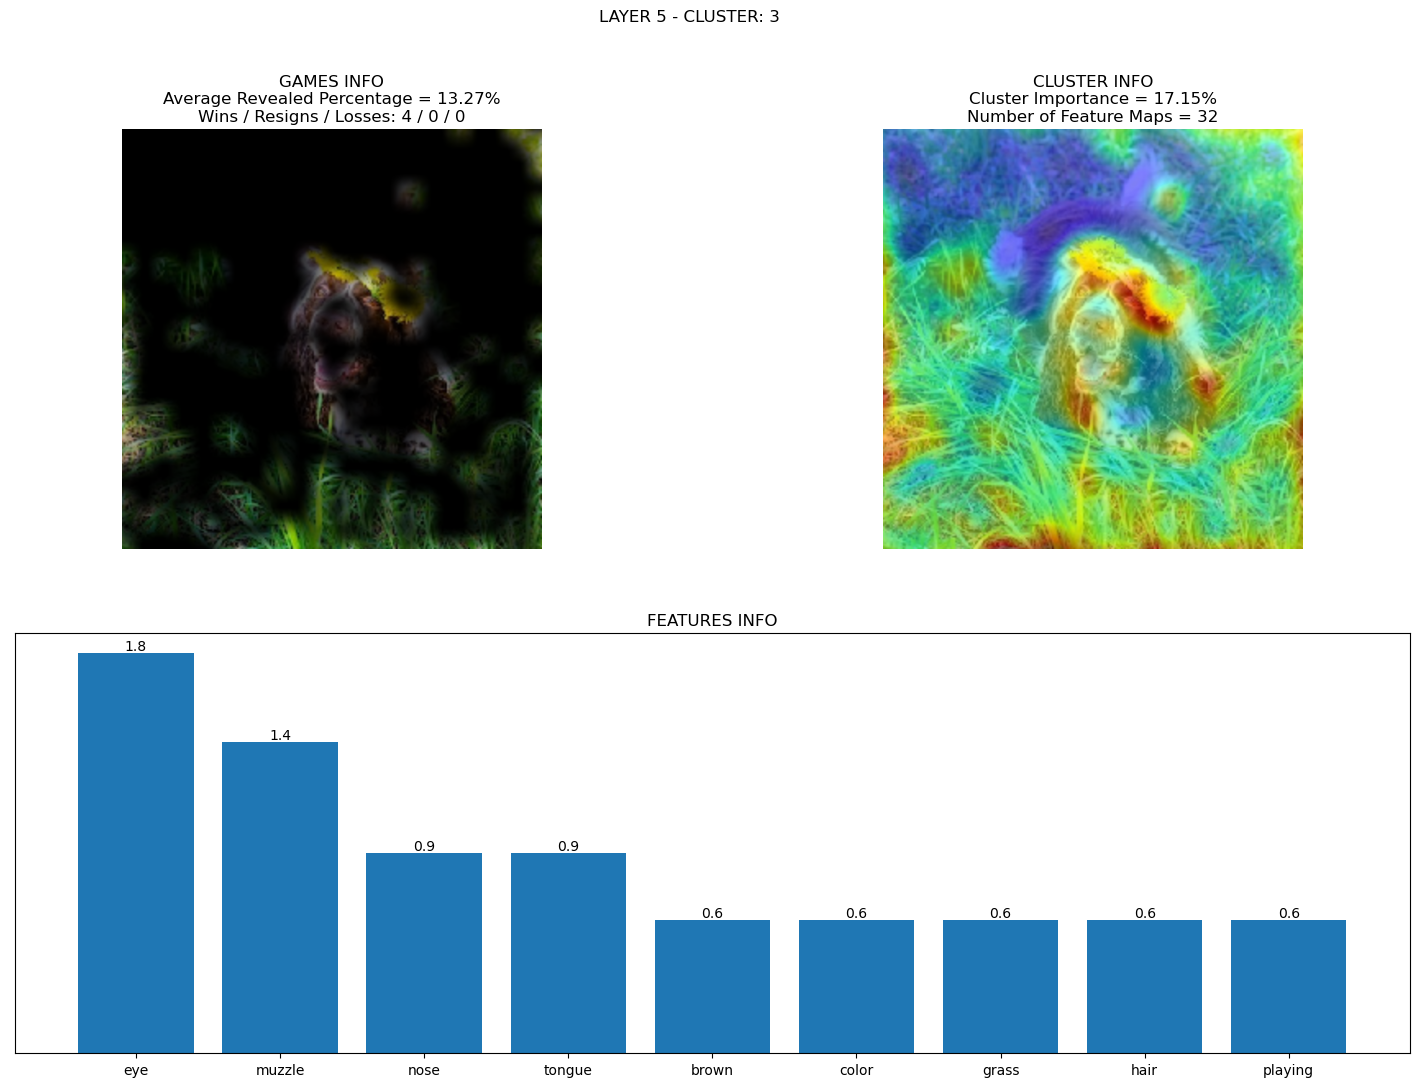 LAYER 5 - CLUSTER: 3
GAMES INFO
Average Revealed Percentage = 13.27%
Wins / Resigns / Losses: 4 / 0 / 0
CLUSTER INFO
Cluster Importance = 17.15%
Number of Feature Maps = 32
FEATURES INFO
1.8
1.4
0.9
0.9
0.6
0.6
0.6
0.6
0.6
eye
muzzle
nose
tongue
brown
color
grass
hair
playing